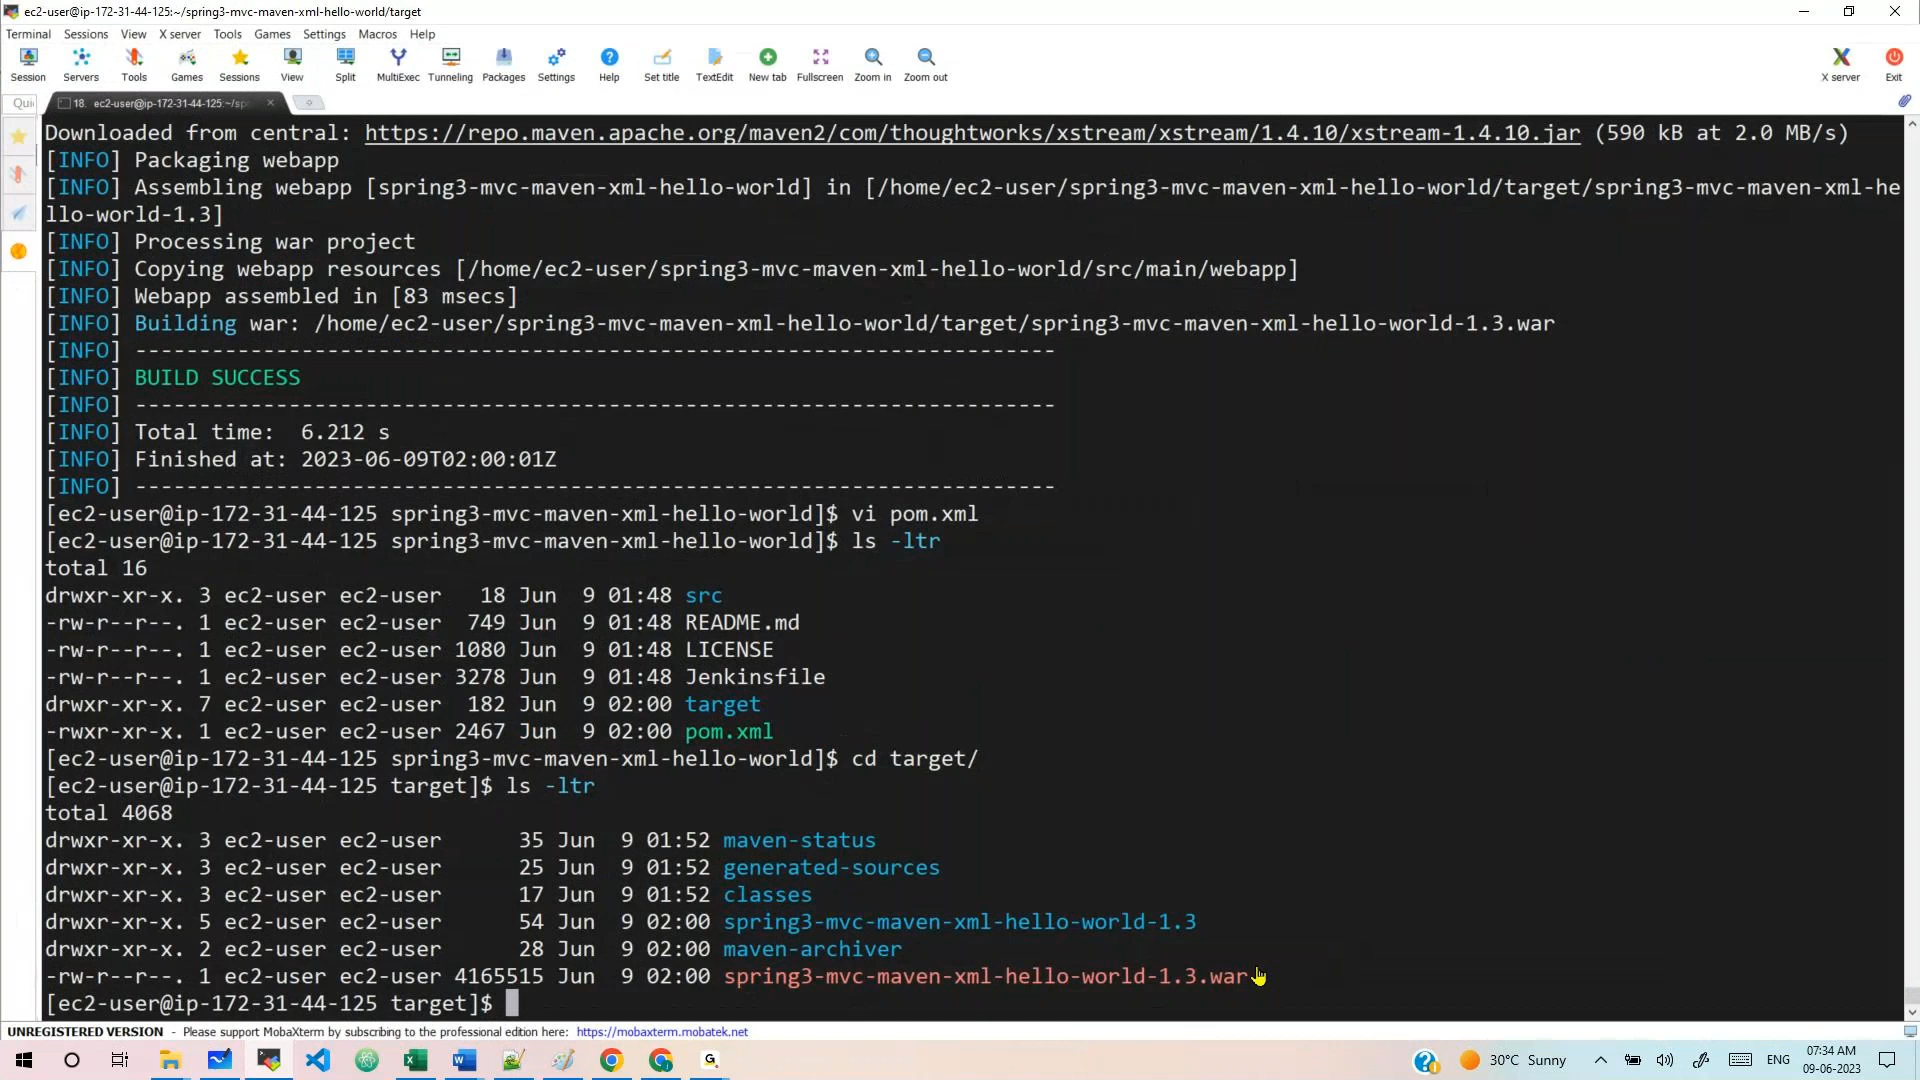 ec2-user@ip-172-31-44-125:~/spring3-mvc-maven-xml-hello-world/target
Terminal Sessions View X server Tools Games Settings Macros Help
Session Servers Tools Games Sessions View Split MultiExec Tunneling Packages Settings Help Set title TextEdit New tab Fullscreen Zoom in Zoom out X server Exit
Qui 18. ec2-user@ip-172-31-44-125:~/spr
Downloaded from central: https://repo.maven.apache.org/maven2/com/thoughtworks/xstream/xstream/1.4.10/xstream-1.4.10.jar (590 kB at 2.0 MB/s)
[INFO] Packaging webapp
[INFO] Assembling webapp [spring3-mvc-maven-xml-hello-world] in [/home/ec2-user/spring3-mvc-maven-xml-hello-world/target/spring3-mvc-maven-xml-he
llo-world-1.3]
[INFO] Processing war project
[INFO] Copying webapp resources [/home/ec2-user/spring3-mvc-maven-xml-hello-world/src/main/webapp]
[INFO] Webapp assembled in [83 msecs]
[INFO] Building war: /home/ec2-user/spring3-mvc-maven-xml-hello-world/target/spring3-mvc-maven-xml-hello-world-1.3.war
[INFO] ------------------------------------------------------------------------
[INFO] BUILD SUCCESS
[INFO] ------------------------------------------------------------------------
[INFO] Total time:  6.212 s
[INFO] Finished at: 2023-06-09T02:00:01Z
[INFO] ------------------------------------------------------------------------
[ec2-user@ip-172-31-44-125 spring3-mvc-maven-xml-hello-world]$ vi pom.xml
[ec2-user@ip-172-31-44-125 spring3-mvc-maven-xml-hello-world]$ ls -ltr
total 16
drwxr-xr-x. 3 ec2-user ec2-user   18 Jun  9 01:48 src
-rw-r--r--. 1 ec2-user ec2-user  749 Jun  9 01:48 README.md
-rw-r--r--. 1 ec2-user ec2-user 1080 Jun  9 01:48 LICENSE
-rw-r--r--. 1 ec2-user ec2-user 3278 Jun  9 01:48 Jenkinsfile
drwxr-xr-x. 7 ec2-user ec2-user  182 Jun  9 02:00 target
-rwxr-xr-x. 1 ec2-user ec2-user 2467 Jun  9 02:00 pom.xml
[ec2-user@ip-172-31-44-125 spring3-mvc-maven-xml-hello-world]$ cd target/
[ec2-user@ip-172-31-44-125 target]$ ls -ltr
total 4068
drwxr-xr-x. 3 ec2-user ec2-user      35 Jun  9 01:52 maven-status
drwxr-xr-x. 3 ec2-user ec2-user      25 Jun  9 01:52 generated-sources
drwxr-xr-x. 3 ec2-user ec2-user      17 Jun  9 01:52 classes
drwxr-xr-x. 5 ec2-user ec2-user      54 Jun  9 02:00 spring3-mvc-maven-xml-hello-world-1.3
drwxr-xr-x. 2 ec2-user ec2-user      28 Jun  9 02:00 maven-archiver
-rw-r--r--. 1 ec2-user ec2-user 4165515 Jun  9 02:00 spring3-mvc-maven-xml-hello-world-1.3.war
[ec2-user@ip-172-31-44-125 target]$
UNREGISTERED VERSION - Please support MobaXterm by subscribing to the professional edition here: https://mobaxterm.mobatek.net
30°C Sunny ENG 07:34 AM
09-06-2023